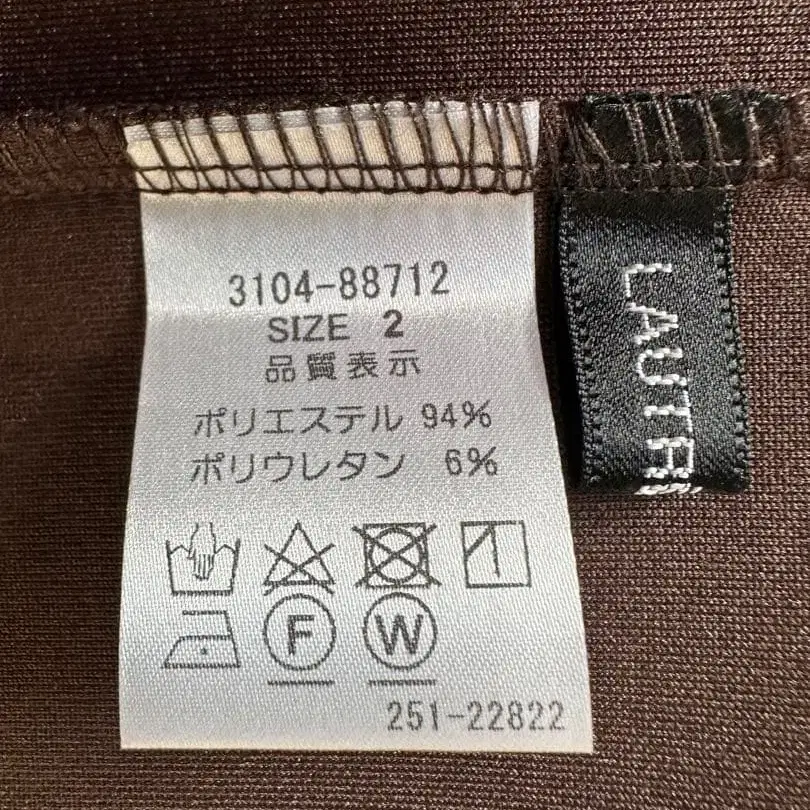 3104-88712
SIZE 2
品質表示
ポリエステル 94%
ポリウレタン 6%
F
W
251-22822
LAUTR